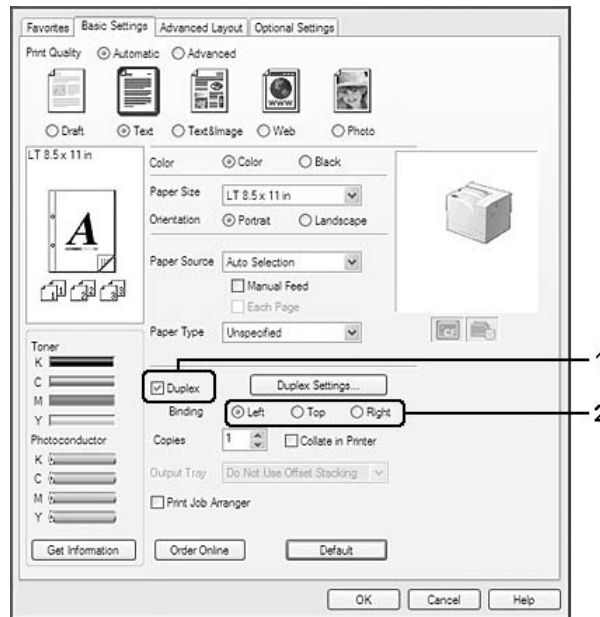 Favorites Basic Settings Advanced Layout Optional Settings
Print Quality Automatic Advanced
Draft Text Text&Image Web Photo
LT 8.5 x 11 in
Color Color Black
Paper Size LT 8.5 x 11 in
Orientation Portrait Landscape
Paper Source Auto Selection
Manual Feed
Each Page
Paper Type Unspecified
Toner
K
C
M
Y
Photoconductor
K
C
M
Y
Get Information
1
Duplex Duplex Settings...
2
Binding Left Top Right
Copies 1 Collate in Printer
Output Tray Do Not Use Offset Stacking
Print Job Arranger
Order Online Default
OK Cancel Help